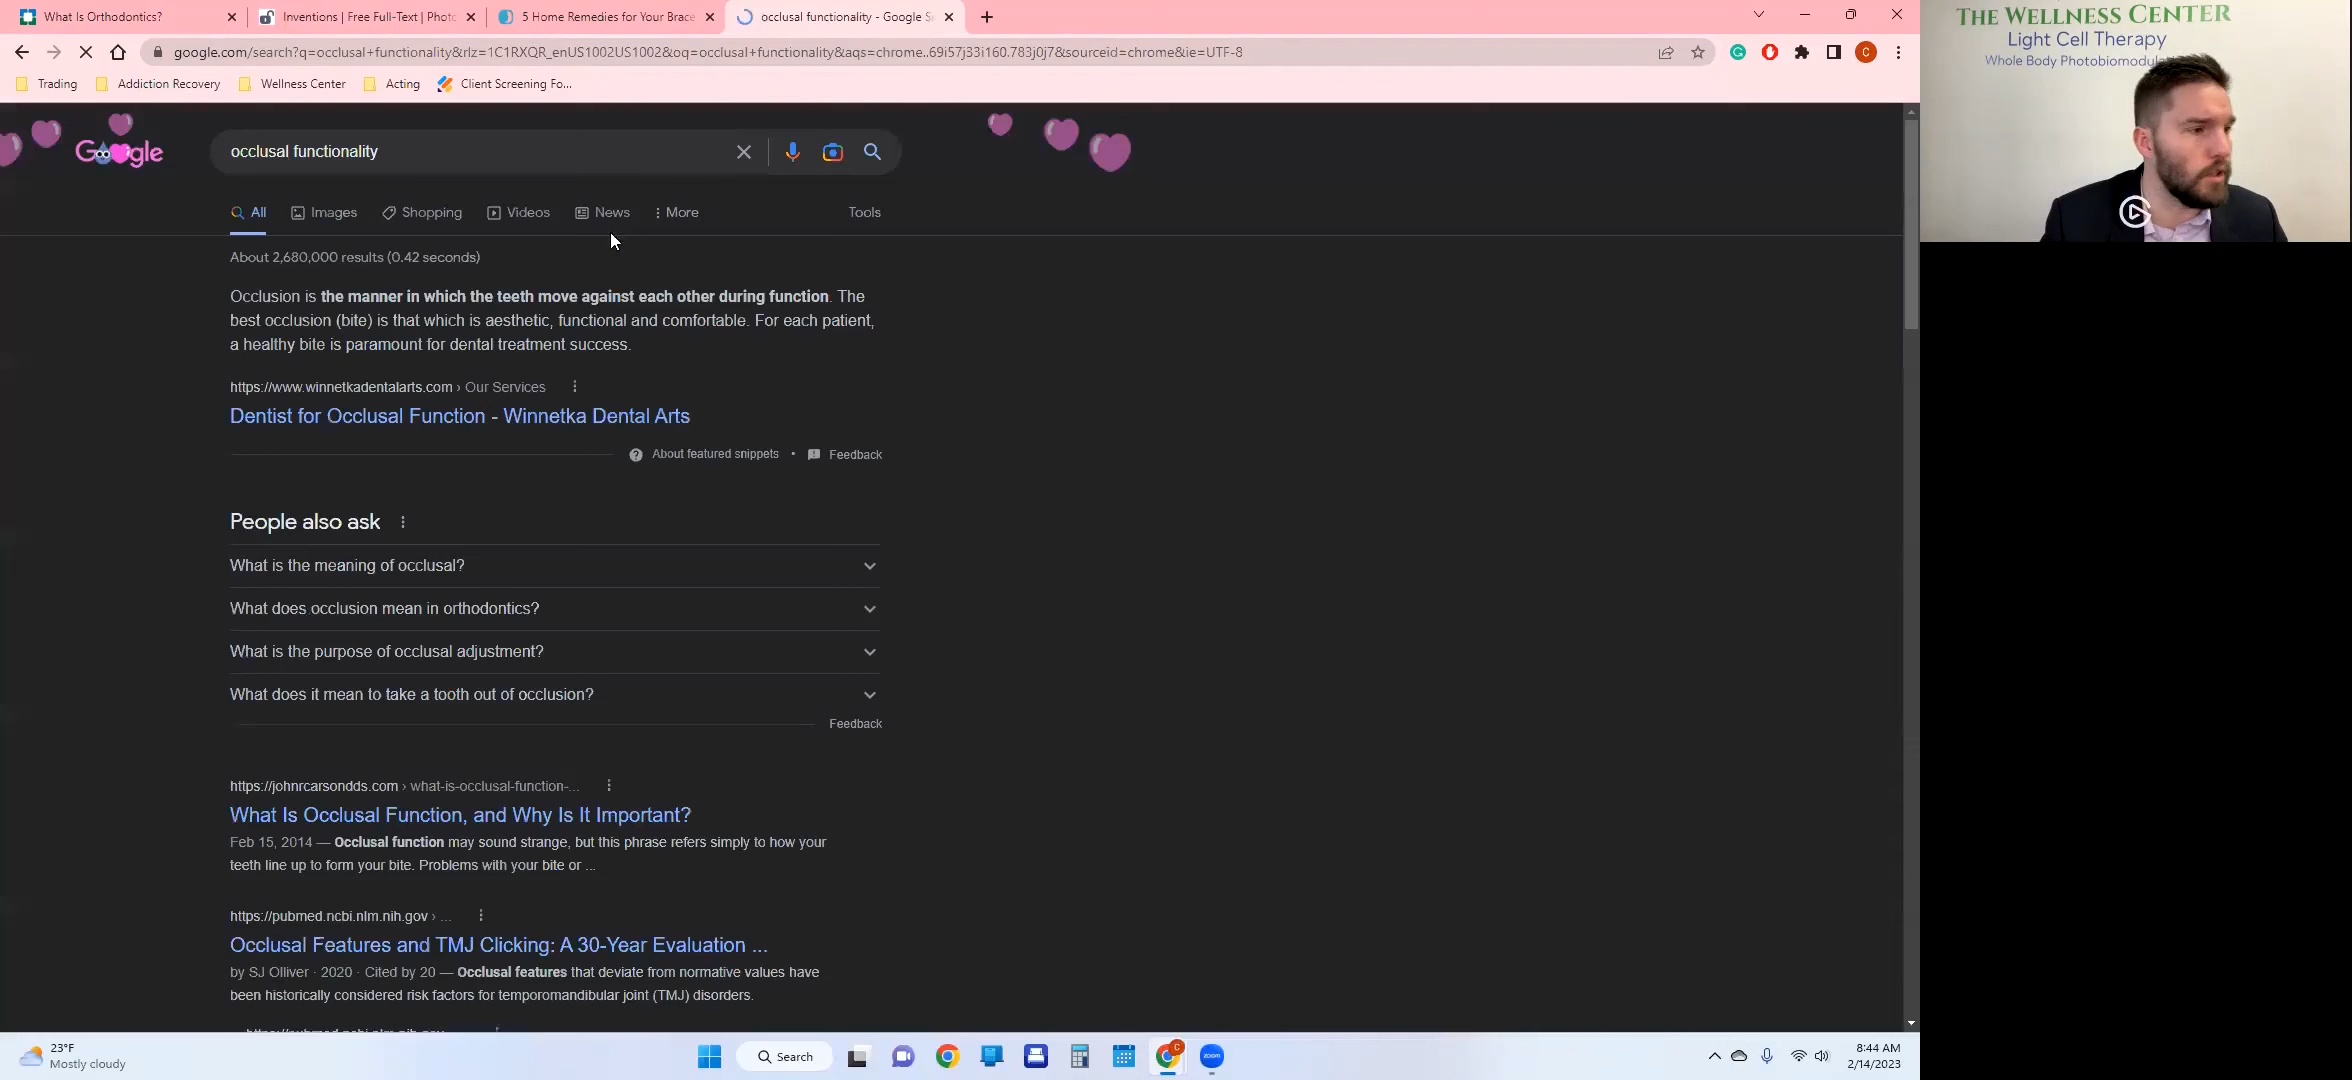 What Is Orthodontics?
Inventions | Free Full-Text | Photo
5 Home Remedies for Your Brace
occlusal functionality - Google S
google.com/search?q=occlusal+functionality&rlz=1C1RXQR_enUS1002US1002&oq=occlusal+functionality&aqs=chrome..69i57j33i160.783j0j7&sourceid=chrome&ie=UTF-8
Trading
Addiction Recovery
Wellness Center
Acting
Client Screening Fo...
THE WELLNESS CENTER
Light Cell Therapy
Google
occlusal functionality
All
Images
Shopping
Videos
News
More
Tools
About 2,680,000 results (0.42 seconds)
Occlusion is the manner in which the teeth move against each other during function. The
best occlusion (bite) is that which is aesthetic, functional and comfortable. For each patient,
a healthy bite is paramount for dental treatment success.
https://www.winnetkadentalarts.com › Our Services
Dentist for Occlusal Function - Winnetka Dental Arts
About featured snippets • Feedback
People also ask
What is the meaning of occlusal?
What does occlusion mean in orthodontics?
What is the purpose of occlusal adjustment?
What does it mean to take a tooth out of occlusion?
Feedback
https://johnrcarsondds.com › what-is-occlusal-function-...
What Is Occlusal Function, and Why Is It Important?
Feb 15, 2014 — Occlusal function may sound strange, but this phrase refers simply to how your
teeth line up to form your bite. Problems with your bite or ...
https://pubmed.ncbi.nlm.nih.gov › ...
Occlusal Features and TMJ Clicking: A 30-Year Evaluation ...
by SJ Olliver · 2020 · Cited by 20 — Occlusal features that deviate from normative values have
been historically considered risk factors for temporomandibular joint (TMJ) disorders.
23°F
Mostly cloudy
Search
zoom
8:44 AM
2/14/2023
Whole Body